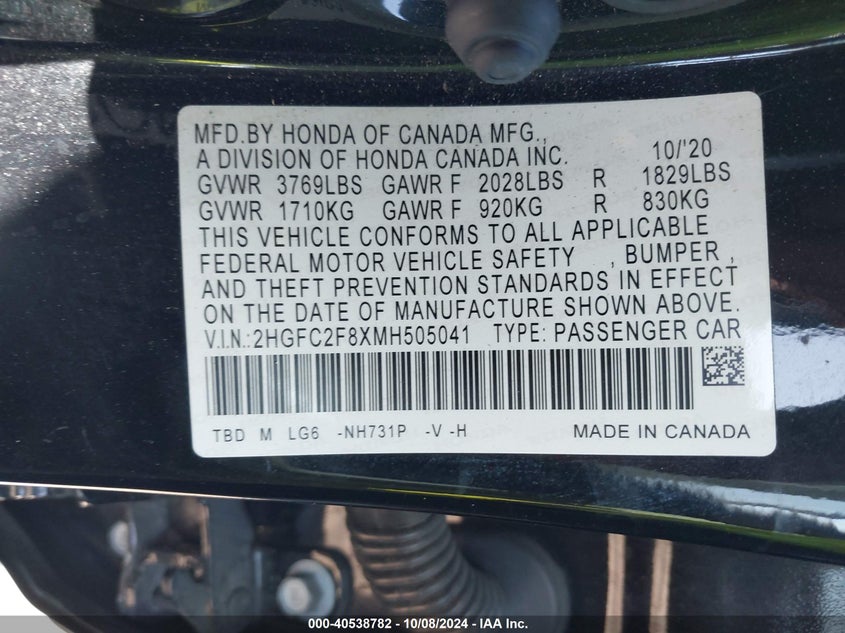 MFD.BY HONDA OF CANADA MFG.,
A DIVISION OF HONDA CANADA INC. 10/'20
GVWR 3769LBS GAWR F 2028LBS R 1829LBS
GVWR 1710KG GAWR F 920KG R 830KG
THIS VEHICLE CONFORMS TO ALL APPLICABLE
FEDERAL MOTOR VEHICLE SAFETY , BUMPER ,
AND THEFT PREVENTION STANDARDS IN EFFECT
ON THE DATE OF MANUFACTURE SHOWN ABOVE.
V.I.N.:2HGFC2F8XMH505041 TYPE: PASSENGER CAR
TBD M LG6 -NH731P -V -H MADE IN CANADA
000-40538782 - 10/08/2024 - IAA Inc.